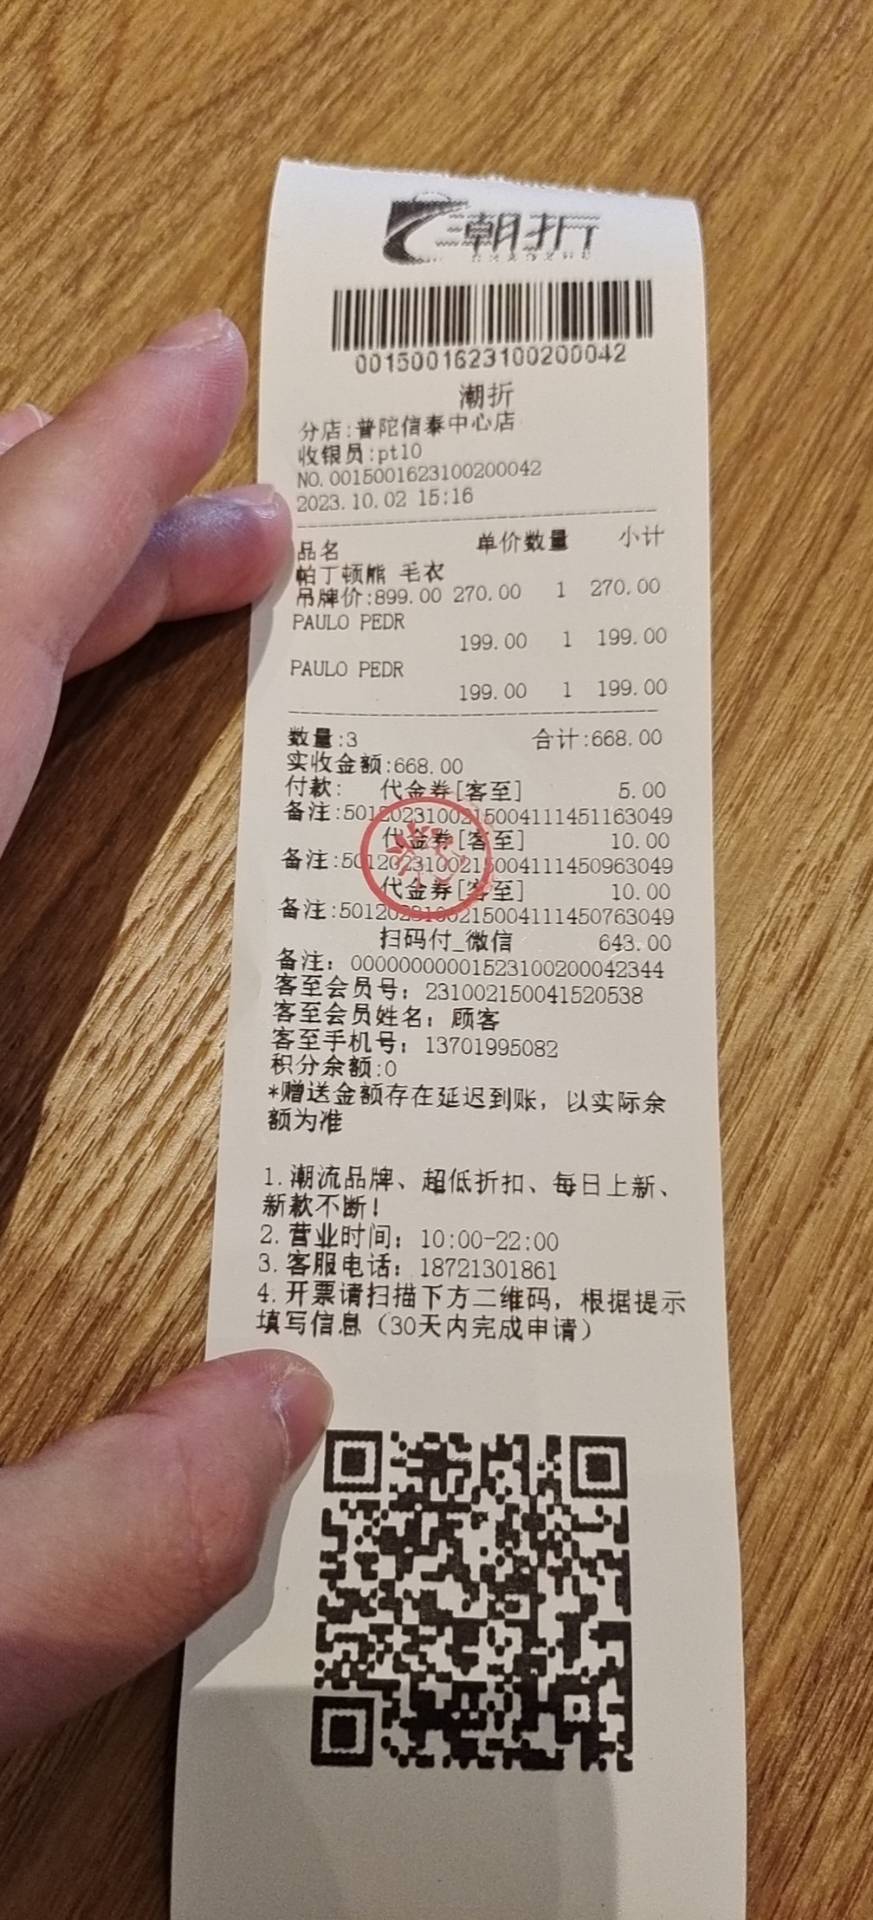 潮折
0015001623100200042
潮折
分店:普陀信泰中心店
收银员:pt10
NO.0015001623100200042
2023.10.02 15:16
品名 单价数量 小计
帕丁顿熊 毛衣
吊牌价:899.00 270.00 1 270.00
PAULO PEDR
199.00 1 199.00
PAULO PEDR
199.00 1 199.00
数量:3 合计:668.00
实收金额:668.00
付款: 代金券[客至] 5.00
备注:501202310021500411145116304​9
代金券[客至] 10.00
备注:5012023100215004111450963049
代金券[客至] 10.00
备注:5012023100215004111450763049
扫码付_微信 643.00
备注: 000000000001523100200042344
客至会员号: 231002150041520538
客至会员姓名: 顾客
客至手机号: 13701995082
积分余额:0
*赠送金额存在延迟到账，以实际余
额为准
1.潮流品牌、超低折扣、每日上新、
新款不断!
2.营业时间: 10:00-22:00
3.客服电话: 18721301861
4.开票请扫描下方二维码，根据提示
填写信息（30天内完成申请）